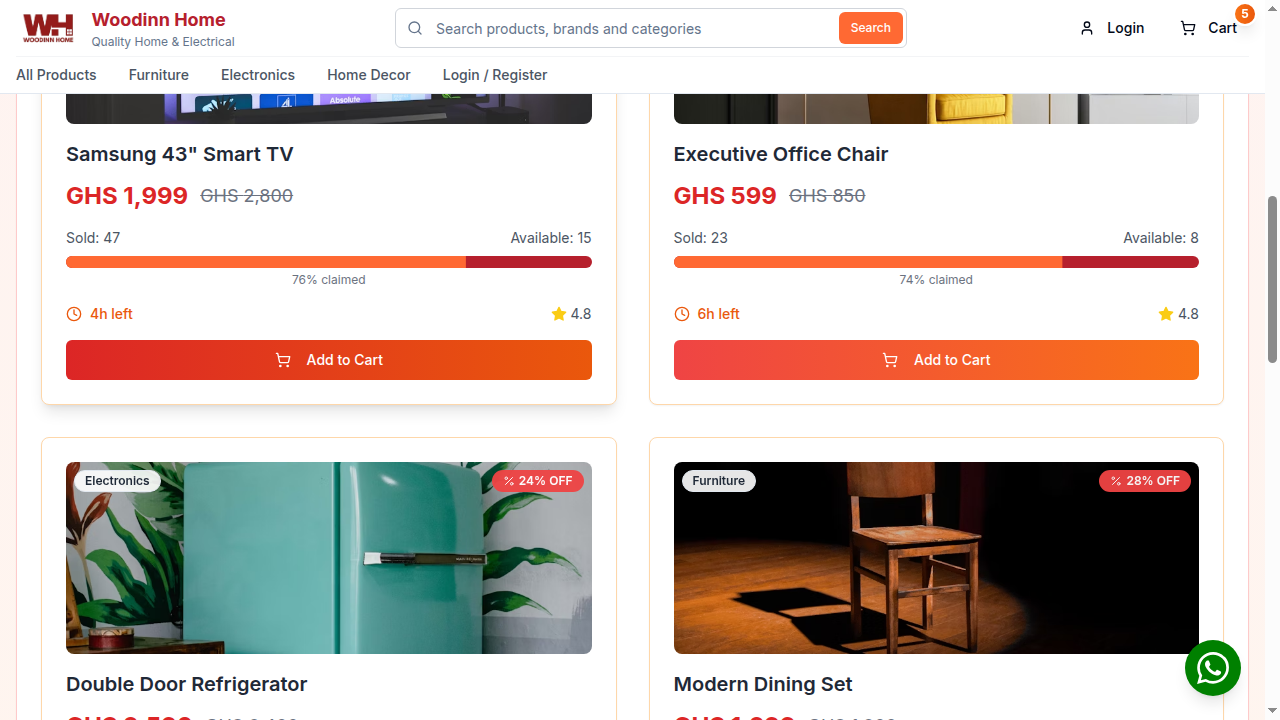 WH
WOODINN HOME
Woodinn Home
Quality Home & Electrical
Search products, brands and categories
Search
Login
Cart
5
All Products
Furniture
Electronics
Home Decor
Login / Register
Absolute
Samsung 43" Smart TV
GHS 1,999 GHS 2,800
Sold: 47
Available: 15
76% claimed
4h left
4.8
Add to Cart
Executive Office Chair
GHS 599 GHS 850
Sold: 23
Available: 8
74% claimed
6h left
4.8
Add to Cart
Electronics
% 24% OFF
Double Door Refrigerator
Furniture
% 28% OFF
Modern Dining Set